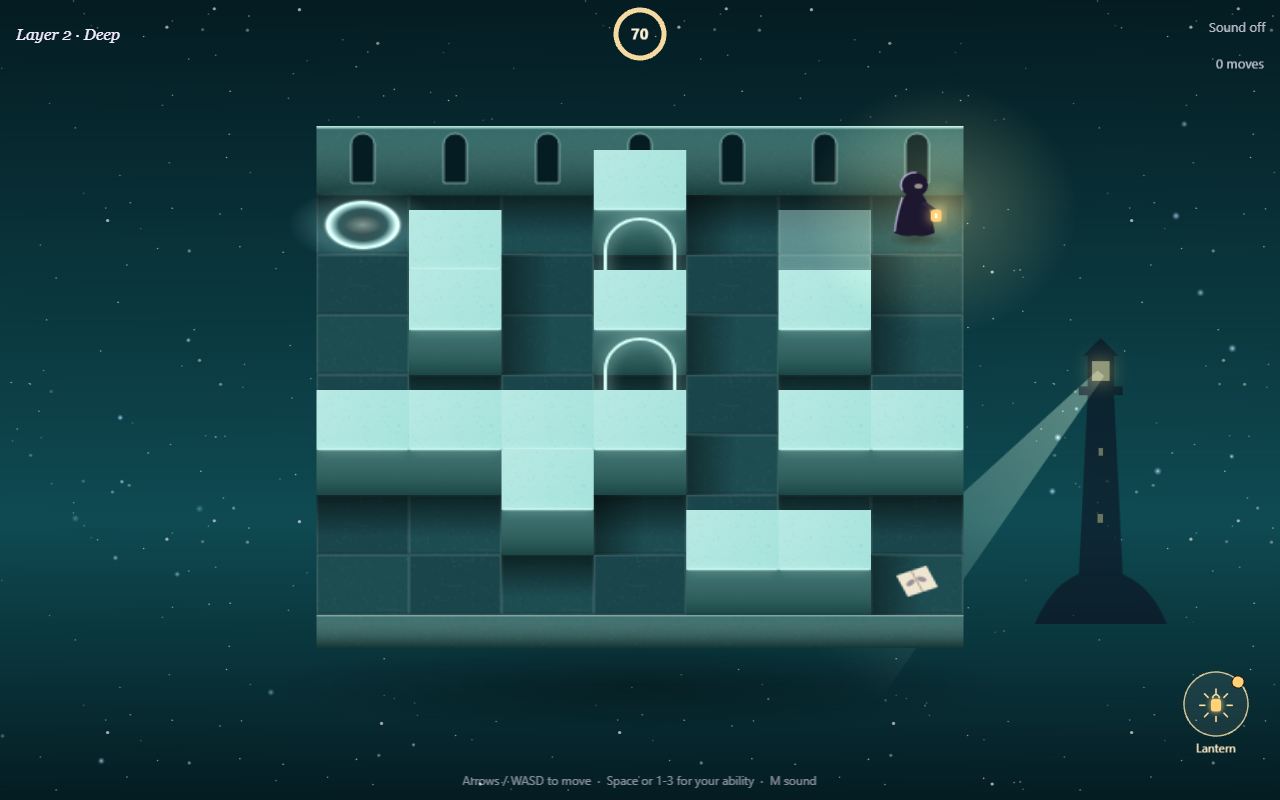 Layer 2 · Deep
70
Sound off
0 moves
Lantern
Arrows / WASD to move · Space or 1-3 for your ability · M sound